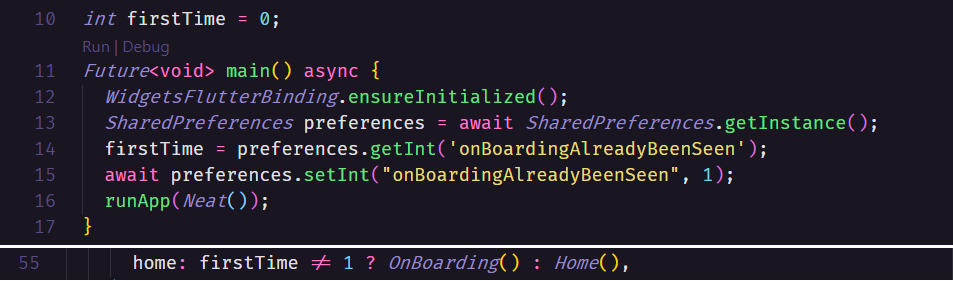 10 int firstTime = 0;
Run | Debug
11 Future<void> main() async {
12 WidgetsFlutterBinding.ensureInitialized();
13 SharedPreferences preferences = await SharedPreferences.getInstance();
14 firstTime = preferences.getInt('onBoardingAlreadyBeenSeen');
15 await preferences.setInt("onBoardingAlreadyBeenSeen", 1);
16 runApp(Neat());
17 }
55 home: firstTime ≠ 1 ? OnBoarding() : Home(),